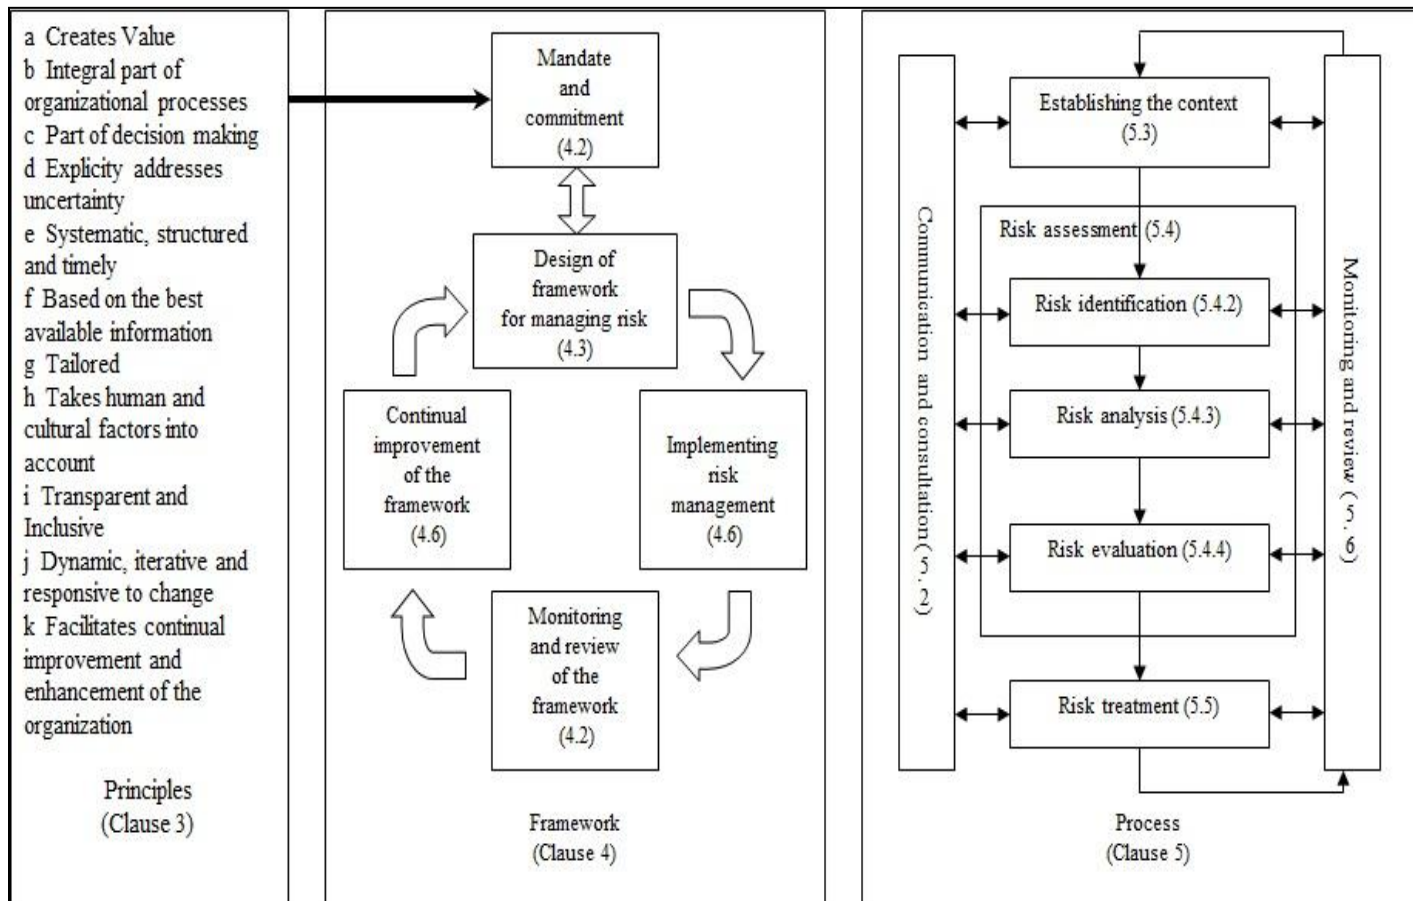 a Creates Value
b Integral part of
organizational processes
c Part of decision making
d Explicity addresses
uncertainty
e Systematic, structured
and timely
f Based on the best
available information
g Tailored
h Takes human and
cultural factors into
account
i Transparent and
Inclusive
j Dynamic, iterative and
responsive to change
k Facilitates continual
improvement and
enhancement of the
organization
Principles
(Clause 3)
Mandate
and
commitment
(4.2)
Design of
framework
for managing risk
(4.3)
Continual
improvement
of the
framework
(4.6)
Implementing
risk
management
(4.6)
Monitoring
and review
of the
framework
(4.2)
Framework
(Clause 4)
Communication and consultation (5.2)
Establishing the context
(5.3)
Risk assessment (5.4)
Risk identification (5.4.2)
Risk analysis (5.4.3)
Risk evaluation (5.4.4)
Risk treatment (5.5)
Monitoring and review (5.6)
Process
(Clause 5)